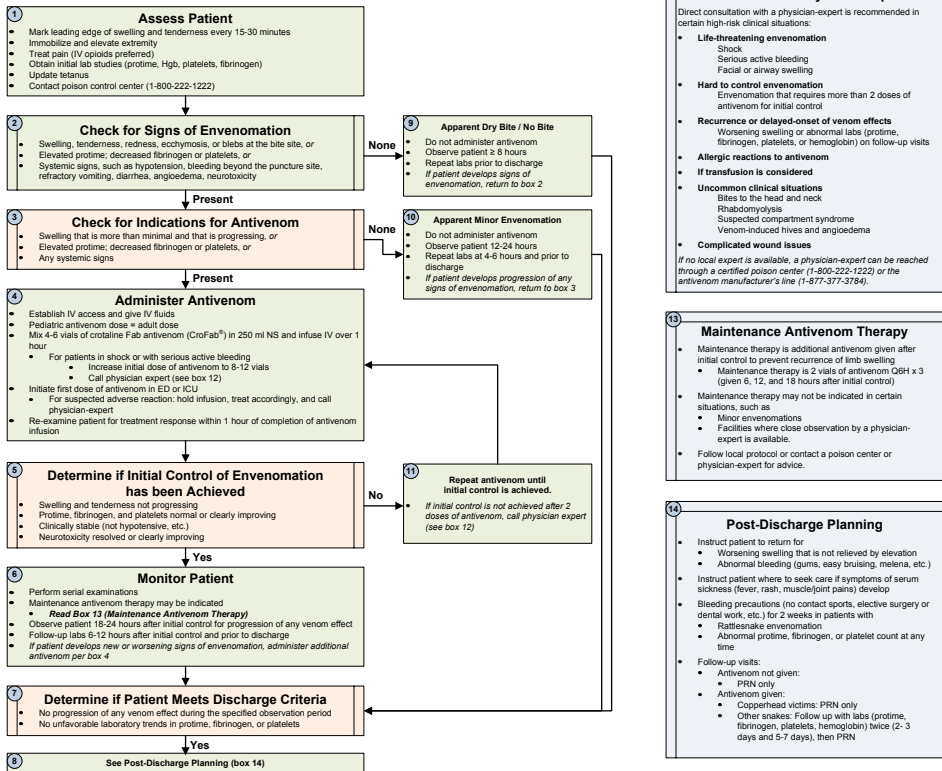 1
Assess Patient
Mark leading edge of swelling and tenderness every 15-30 minutes
Immobilize and elevate extremity
Treat pain (IV opioids preferred)
Obtain initial lab studies (protime, Hgb, platelets, fibrinogen)
Update tetanus
Contact poison control center (1-800-222-1222)
2
Check for Signs of Envenomation
Swelling, tenderness, redness, ecchymosis, or blebs at the bite site, or
Elevated protime; decreased fibrinogen or platelets, or
Systemic signs, such as hypotension, bleeding beyond the puncture site,
refractory vomiting, diarrhea, angioedema, neurotoxicity
None
9
Apparent Dry Bite / No Bite
Do not administer antivenom
Observe patient ≥ 8 hours
Repeat labs prior to discharge
If patient develops signs of
envenomation, return to box 2
Present
3
Check for Indications for Antivenom
Swelling that is more than minimal and that is progressing, or
Elevated protime; decreased fibrinogen or platelets, or
Any systemic signs
None
10
Apparent Minor Envenomation
Do not administer antivenom
Observe patient 12-24 hours
Repeat labs at 4-6 hours and prior to
discharge
If patient develops progression of any
signs of envenomation, return to box 3
Present
4
Administer Antivenom
Establish IV access and give IV fluids
Pediatric antivenom dose = adult dose
Mix 4-6 vials of crotaline Fab antivenom (CroFab®) in 250 ml NS and infuse IV over 1
hour
For patients in shock or with serious active bleeding
Increase initial dose of antivenom to 8-12 vials
Call physician expert (see box 12)
Initiate first dose of antivenom in ED or ICU
For suspected adverse reaction: hold infusion, treat accordingly, and call
physician-expert
Re-examine patient for treatment response within 1 hour of completion of antivenom
infusion
5
Determine if Initial Control of Envenomation
has been Achieved
Swelling and tenderness not progressing
Protime, fibrinogen, and platelets normal or clearly improving
Clinically stable (not hypotensive, etc.)
Neurotoxicity resolved or clearly improving
No
11
Repeat antivenom until
initial control is achieved.
If initial control is not achieved after 2
doses of antivenom, call physician expert
(see box 12)
Yes
6
Monitor Patient
Perform serial examinations
Maintenance antivenom therapy may be indicated
Read Box 13 (Maintenance Antivenom Therapy)
Observe patient 18-24 hours after initial control for progression of any venom effect
Follow-up labs 6-12 hours after initial control and prior to discharge
If patient develops new or worsening signs of envenomation, administer additional
antivenom per box 4
7
Determine if Patient Meets Discharge Criteria
No progression of any venom effect during the specified observation period
No unfavorable laboratory trends in protime, fibrinogen, or platelets
Yes
8
See Post-Discharge Planning (box 14)
Direct consultation with a physician-expert is recommended in
certain high-risk clinical situations:
Life-threatening envenomation
Shock
Serious active bleeding
Facial or airway swelling
Hard to control envenomation
Envenomation that requires more than 2 doses of
antivenom for initial control
Recurrence or delayed-onset of venom effects
Worsening swelling or abnormal labs (protime,
fibrinogen, platelets, or hemoglobin) on follow-up visits
Allergic reactions to antivenom
If transfusion is considered
Uncommon clinical situations
Bites to the head and neck
Rhabdomyolysis
Suspected compartment syndrome
Venom-induced hives and angioedema
Complicated wound issues
If no local expert is available, a physician-expert can be reached
through a certified poison center (1-800-222-1222) or the
antivenom manufacturer's line (1-877-377-3784).
13
Maintenance Antivenom Therapy
Maintenance therapy is additional antivenom given after
initial control to prevent recurrence of limb swelling
Maintenance therapy is 2 vials of antivenom Q6H x 3
(given 6, 12, and 18 hours after initial control)
Maintenance therapy may not be indicated in certain
situations, such as
Minor envenomations
Facilities where close observation by a physician-
expert is available.
Follow local protocol or contact a poison center or
physician-expert for advice.
14
Post-Discharge Planning
Instruct patient to return for
Worsening swelling that is not relieved by elevation
Abnormal bleeding (gums, easy bruising, melena, etc.)
Instruct patient where to seek care if symptoms of serum
sickness (fever, rash, muscle/joint pains) develop
Bleeding precautions (no contact sports, elective surgery or
dental work, etc.) for 2 weeks in patients with
Rattlesnake envenomation
Abnormal protime, fibrinogen, or platelet count at any
time
Follow-up visits:
Antivenom not given:
PRN only
Antivenom given:
Copperhead victims: PRN only
Other snakes: Follow up with labs (protime,
fibrinogen, platelets, hemoglobin) twice (2- 3
days and 5-7 days), then PRN